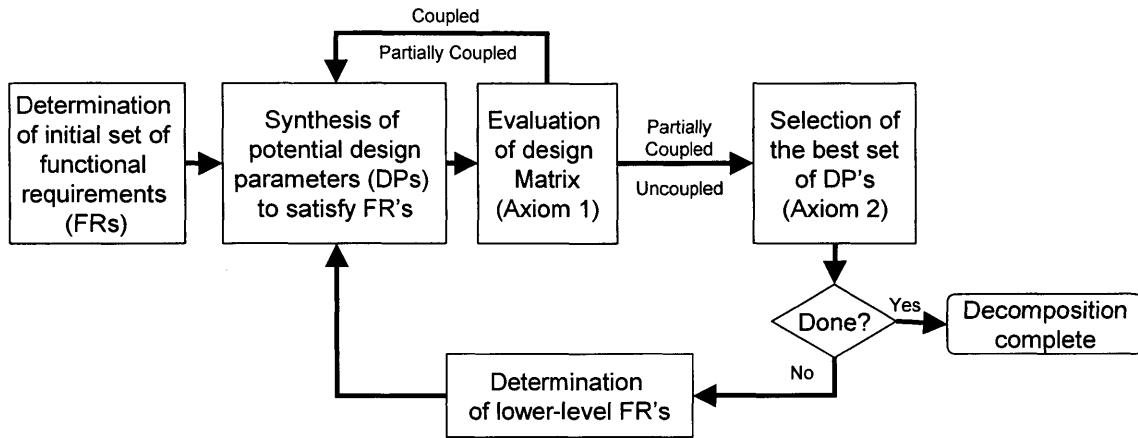 Coupled
Partially Coupled
Determination
of initial set of
functional
requirements
(FRs)
Synthesis of
potential design
parameters (DPs)
to satisfy FR's
Evaluation
of design
Matrix
(Axiom 1)
Partially
Coupled
Uncoupled
Selection of
the best set
of DP's
(Axiom 2)
Done?
Yes
Decomposition
complete
No
Determination
of lower-level FR's